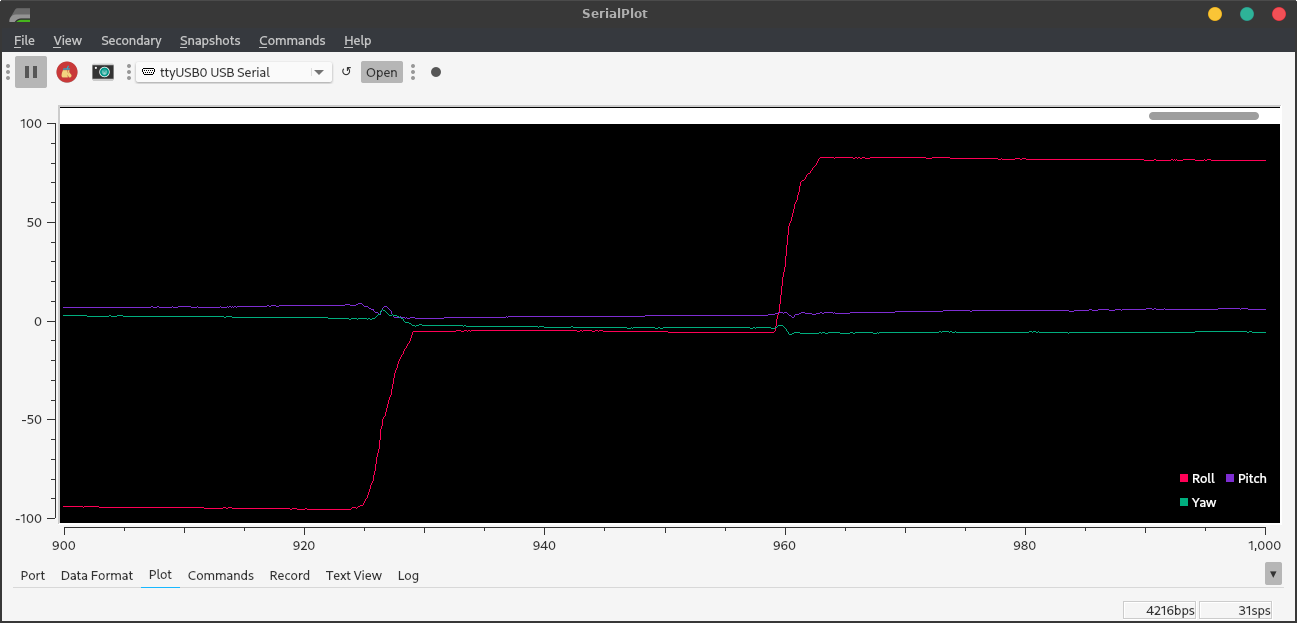 SerialPlot
File View Secondary Snapshots Commands Help
ttyUSB0 USB Serial Open
100
50
0
-50
-100
Roll Pitch
Yaw
900 920 940 960 980 1,000
Port Data Format Plot Commands Record Text View Log
4216bps 31sps